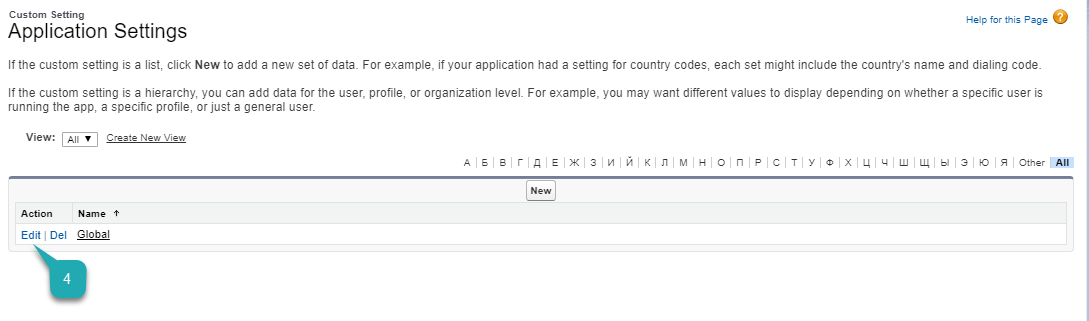 Custom Setting
Application Settings
Help for this Page ?
If the custom setting is a list, click New to add a new set of data. For example, if your application had a setting for country codes, each set might include the country's name and dialing code.
If the custom setting is a hierarchy, you can add data for the user, profile, or organization level. For example, you may want different values to display depending on whether a specific user is
running the app, a specific profile, or just a general user.
View: All ▼ Create New View
А | Б | В | Г | Д | Е | Ж | З | И | Й | К | Л | М | Н | О | П | Р | С | Т | У | Ф | Х | Ц | Ч | Ш | Щ | Ы | Э | Ю | Я | Other | All
New
Action Name ↑
Edit | Del Global
4